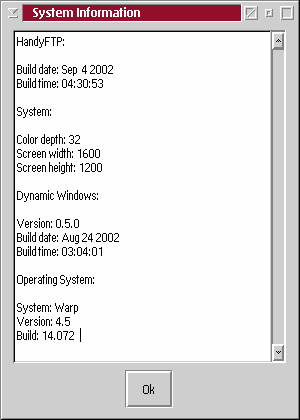 System Information
HandyFTP:
Build date: Sep 4 2002
Build time: 04:30:53
System:
Color depth: 32
Screen width: 1600
Screen height: 1200
Dynamic Windows:
Version: 0.5.0
Build date: Aug 24 2002
Build time: 03:04:01
Operating System:
System: Warp
Version: 4.5
Build: 14.072
Ok